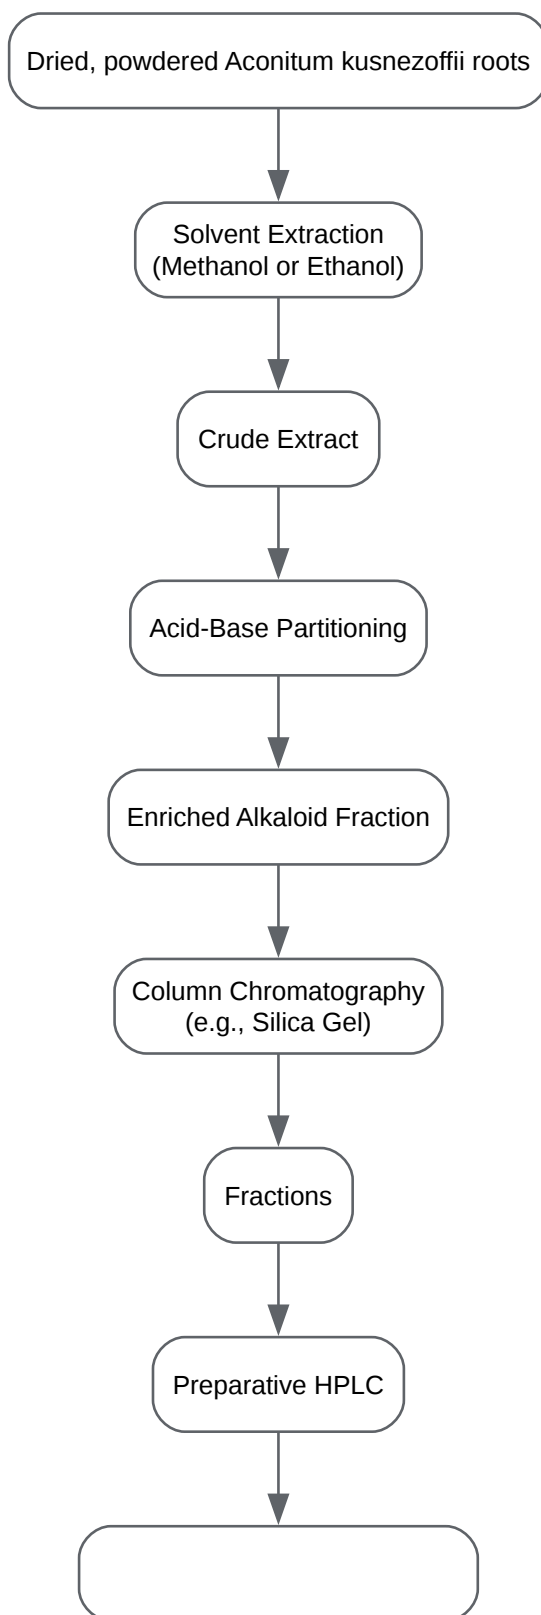 Dried, powdered Aconitum kusnezoffii roots
Solvent Extraction
(Methanol or Ethanol)
Crude Extract
Acid-Base Partitioning
Enriched Alkaloid Fraction
Column Chromatography
(e.g., Silica Gel)
Fractions
Preparative HPLC